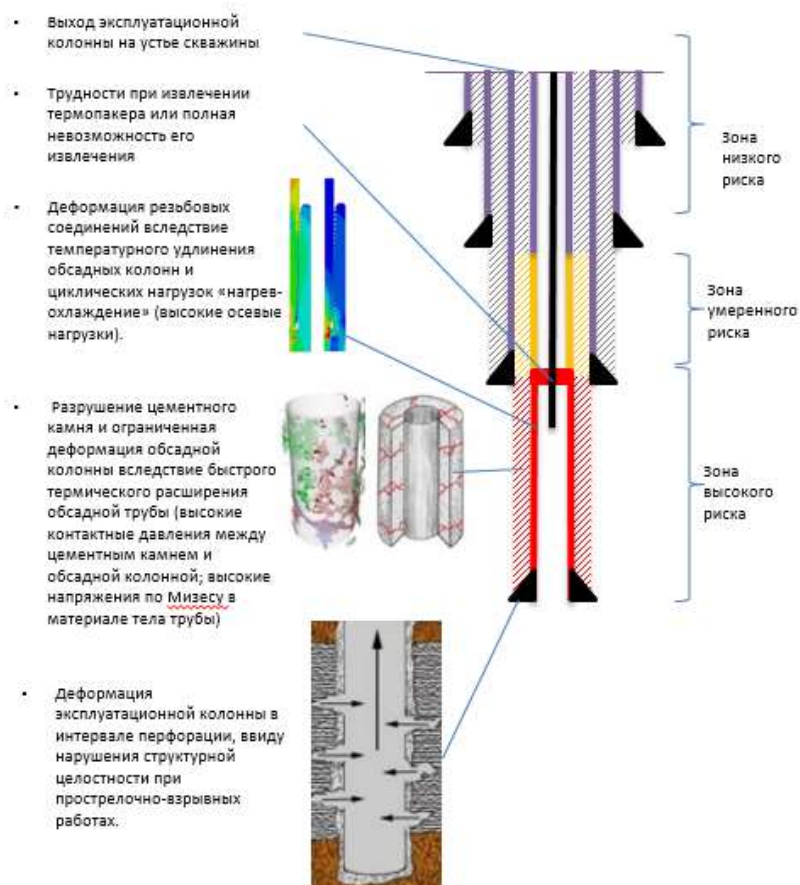 • Выход эксплуатационной
колонны на устье скважины
• Трудности при извлечении
термопакера или полная
невозможность его
извлечения
• Деформация резьбовых
соединений вследствие
температурного удлинения
обсадных колонн и
циклических нагрузок «нагрев-
охлаждение» (высокие осевые
нагрузки).
• Разрушение цементного
камня и ограниченная
деформация обсадной
колонны вследствие быстрого
термического расширения
обсадной трубы (высокие
контактные давления между
цементным камнем и
обсадной колонной; высокие
напряжения по Мизесу в
материале тела трубы)
• Деформация
эксплуатационной колонны в
интервале перфорации, ввиду
нарушения структурной
целостности при
прострелочно-взрывных
работах.
Зона
низкого
риска
Зона
умеренного
риска
Зона
высокого
риска